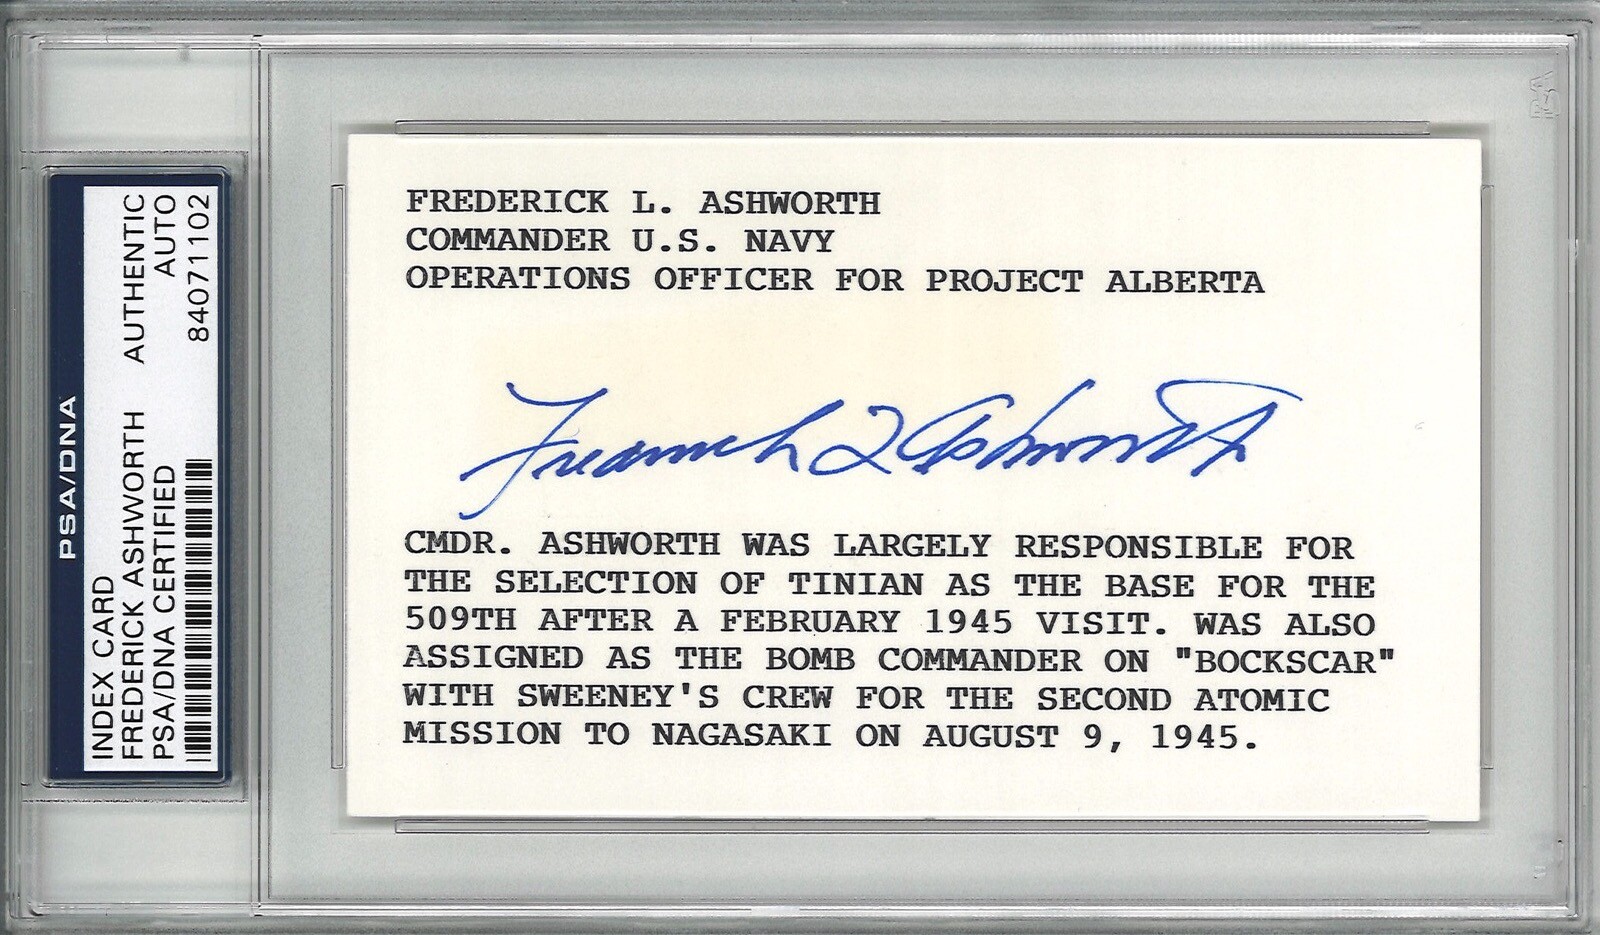 PSA/DNA
INDEX CARD
FREDERICK ASHWORTH AUTHENTIC
PSA/DNA CERTIFIED AUTO
84071102
FREDERICK L. ASHWORTH
COMMANDER U.S. NAVY
OPERATIONS OFFICER FOR PROJECT ALBERTA
Frederick L Ashworth
CMDR. ASHWORTH WAS LARGELY RESPONSIBLE FOR
THE SELECTION OF TINIAN AS THE BASE FOR THE
509TH AFTER A FEBRUARY 1945 VISIT. WAS ALSO
ASSIGNED AS THE BOMB COMMANDER ON "BOCKSCAR"
WITH SWEENEY'S CREW FOR THE SECOND ATOMIC
MISSION TO NAGASAKI ON AUGUST 9, 1945.
PSA